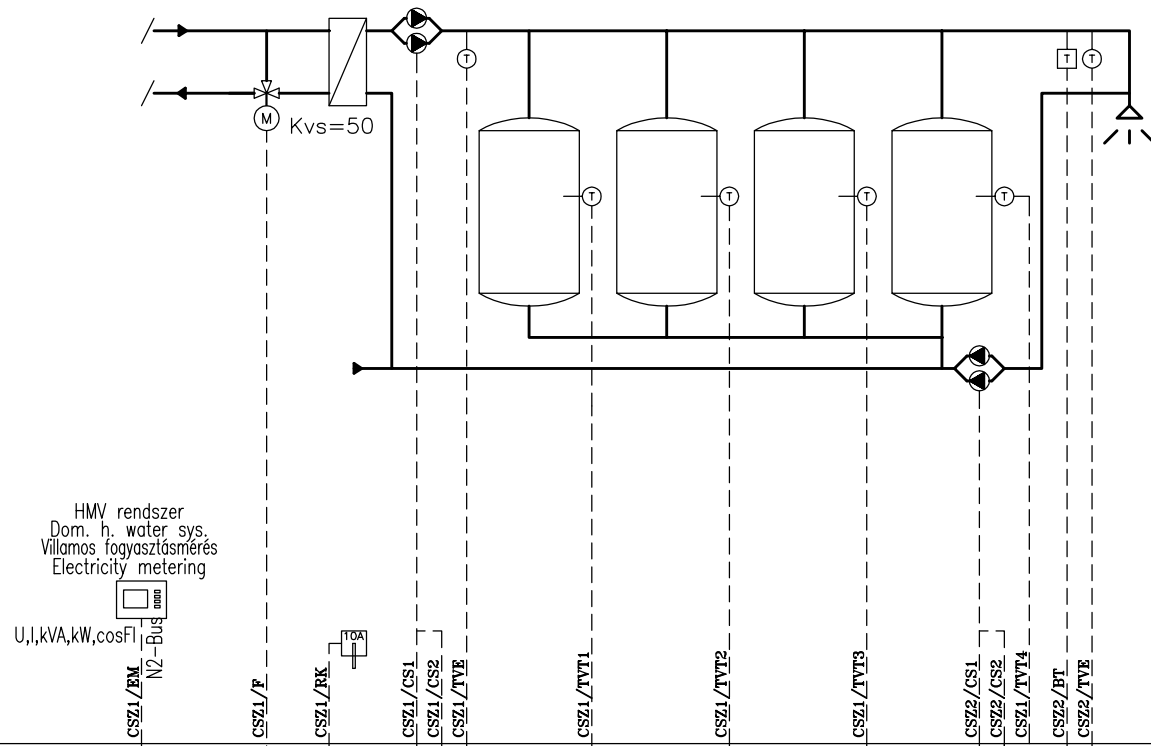 T
T
T
M
Kvs=50
T
T
T
T
HMV rendszer
Dom. h. water sys.
Villamos fogyasztásmérés
Electricity metering
U,I,kVA,kW,cosFI
N2-Bus
10A
CSZ1/EM
CSZ1/F
CSZ1/RK
CSZ1/CS1
CSZ1/CS2
CSZ1/TVE
CSZ1/TVT1
CSZ1/TVT2
CSZ1/TVT3
CSZ2/CS1
CSZ2/CS2
CSZ1/TVT4
CSZ2/BT
CSZ2/TVE